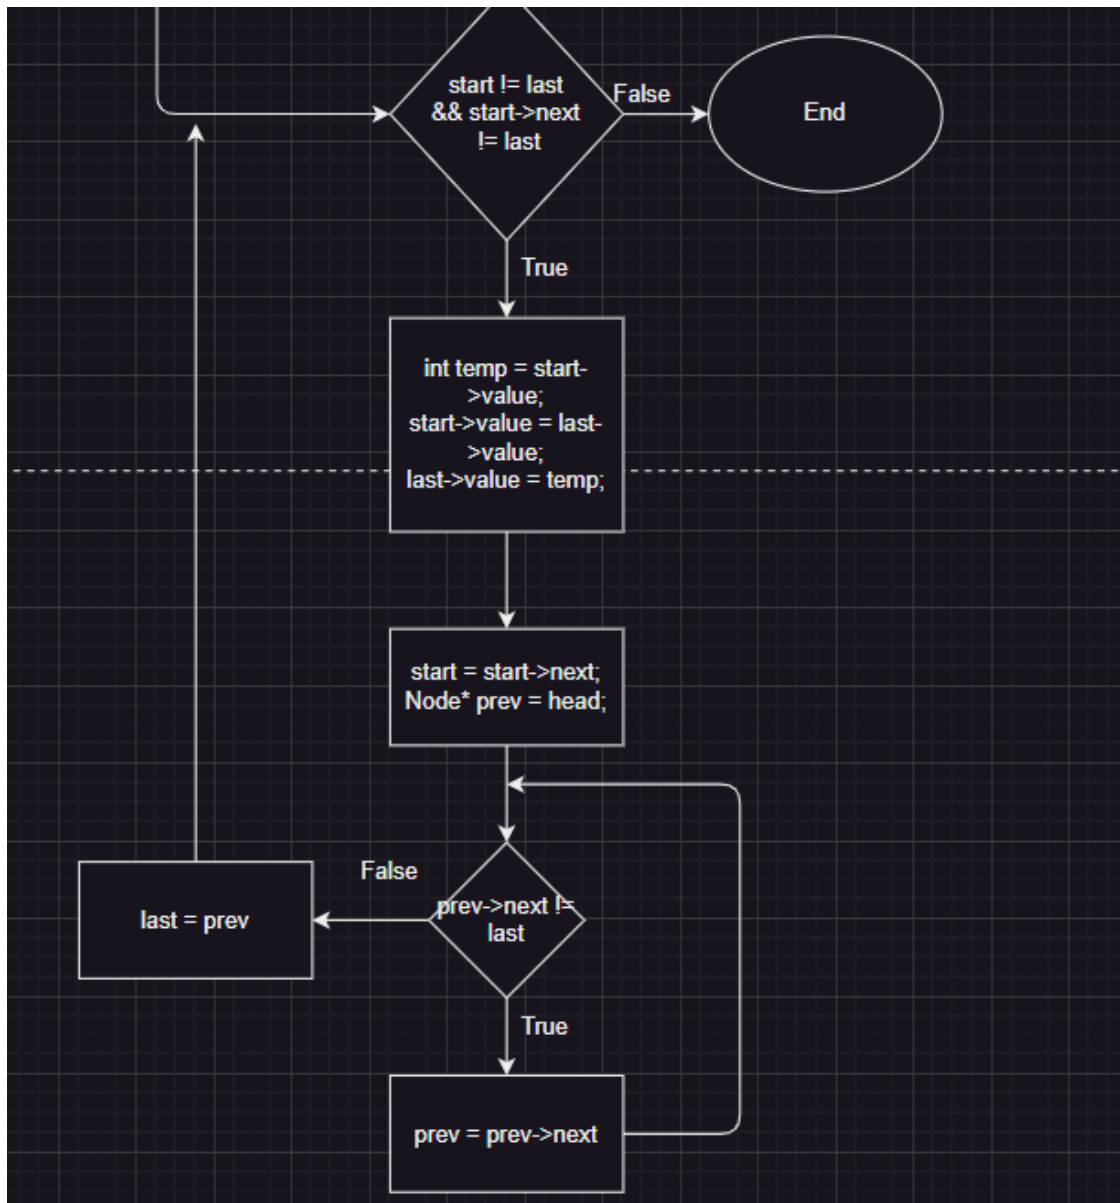 start != last
&& start->next
!= last
False
End
True
int temp = start-
>value;
start->value = last-
>value;
last->value = temp;
start = start->next;
Node* prev = head;
False
prev->next !=
last
last = prev
True
prev = prev->next